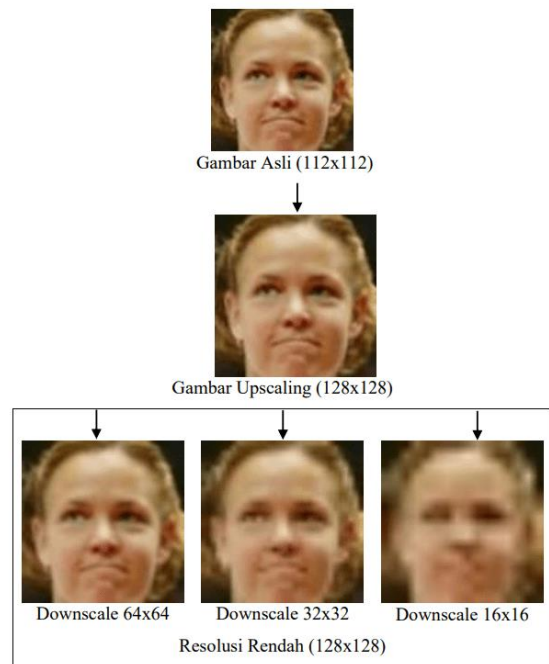 Gambar Asli (112x112)
Gambar Upscaling (128x128)
Downscale 64x64 Downscale 32x32 Downscale 16x16
Resolusi Rendah (128x128)